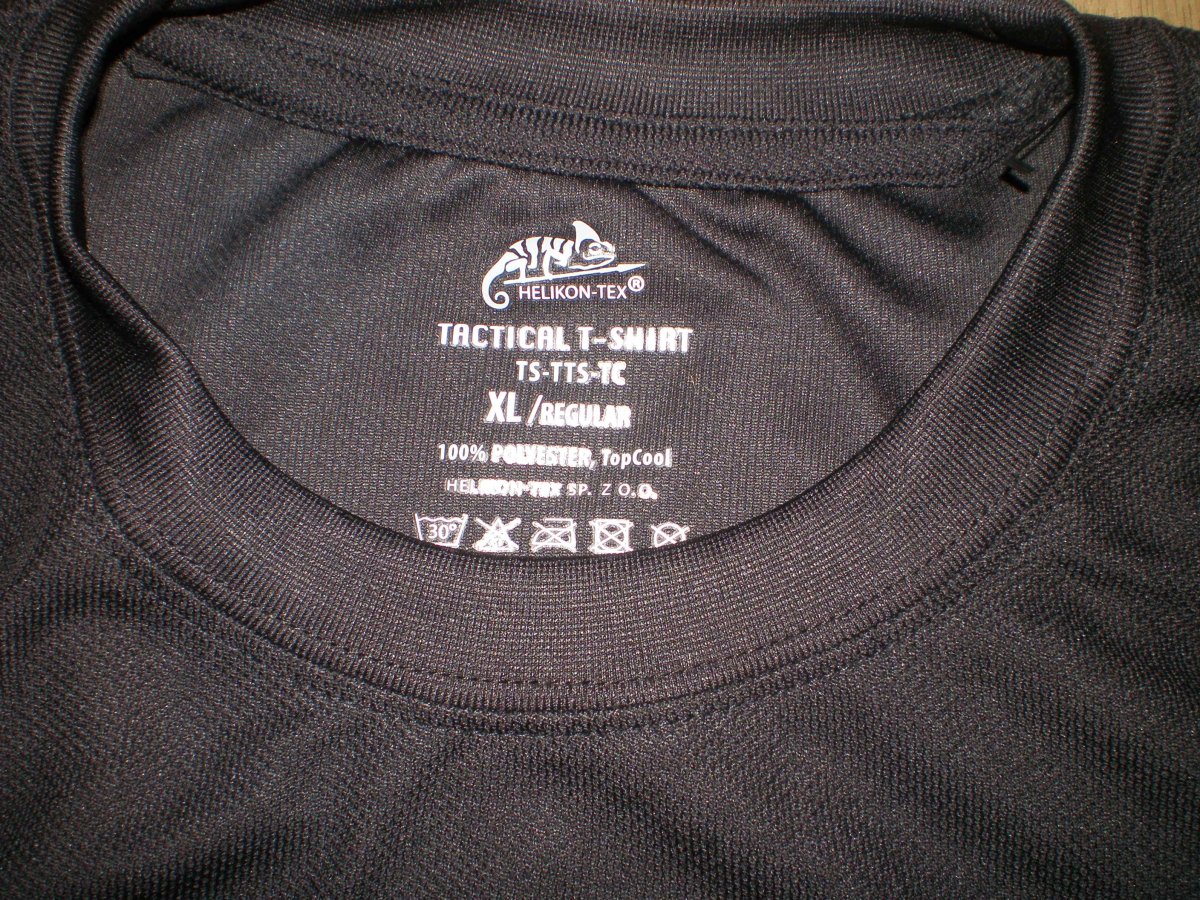 HELIKON-TEX®
TACTICAL T-SHIRT
TS-TTS-TC
XL /REGULAR
100% POLYESTER, TopCool
HELIKON-TEX SP. Z O.O.
30°